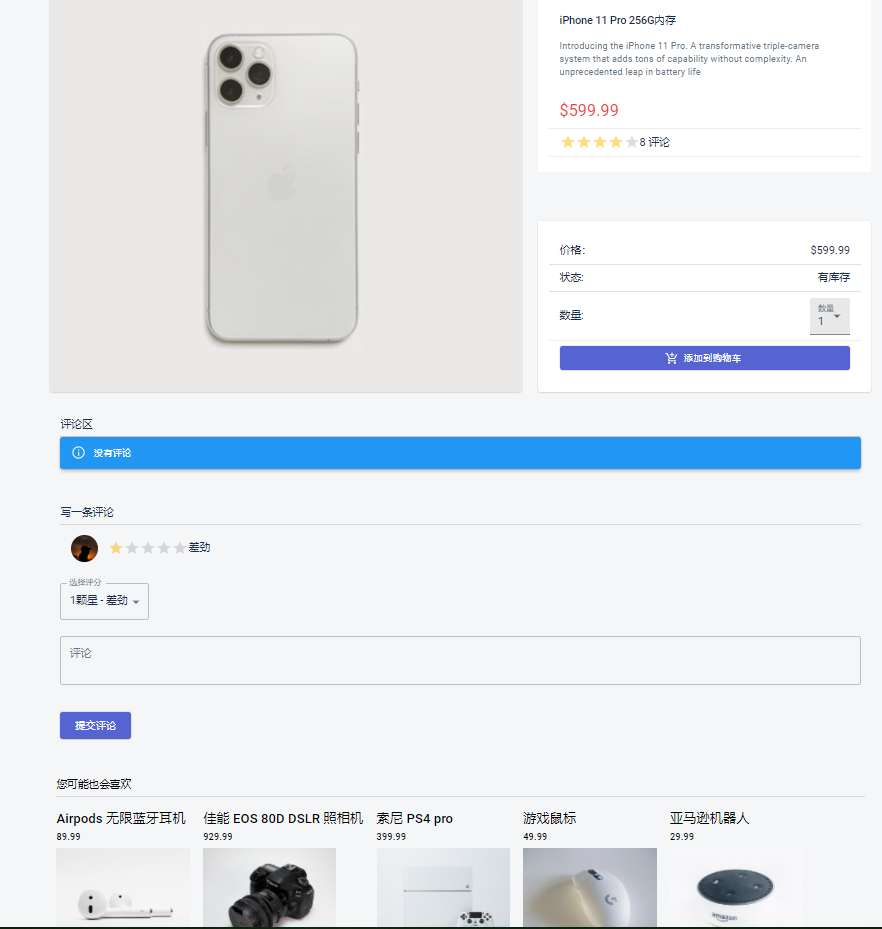 iPhone 11 Pro 256G内存
Introducing the iPhone 11 Pro. A transformative triple-camera
system that adds tons of capability without complexity. An
unprecedented leap in battery life
$599.99
8 评论
价格:
$599.99
状态:
有库存
数量:
数量
1
添加到购物车
评论区
没有评论
写一条评论
差劲
选择评分
1颗星 - 差劲
评论
提交评论
您可能也会喜欢
Airpods 无限蓝牙耳机
89.99
佳能 EOS 80D DSLR 照相机
929.99
索尼 PS4 pro
399.99
游戏鼠标
49.99
亚马逊机器人
29.99
amazon